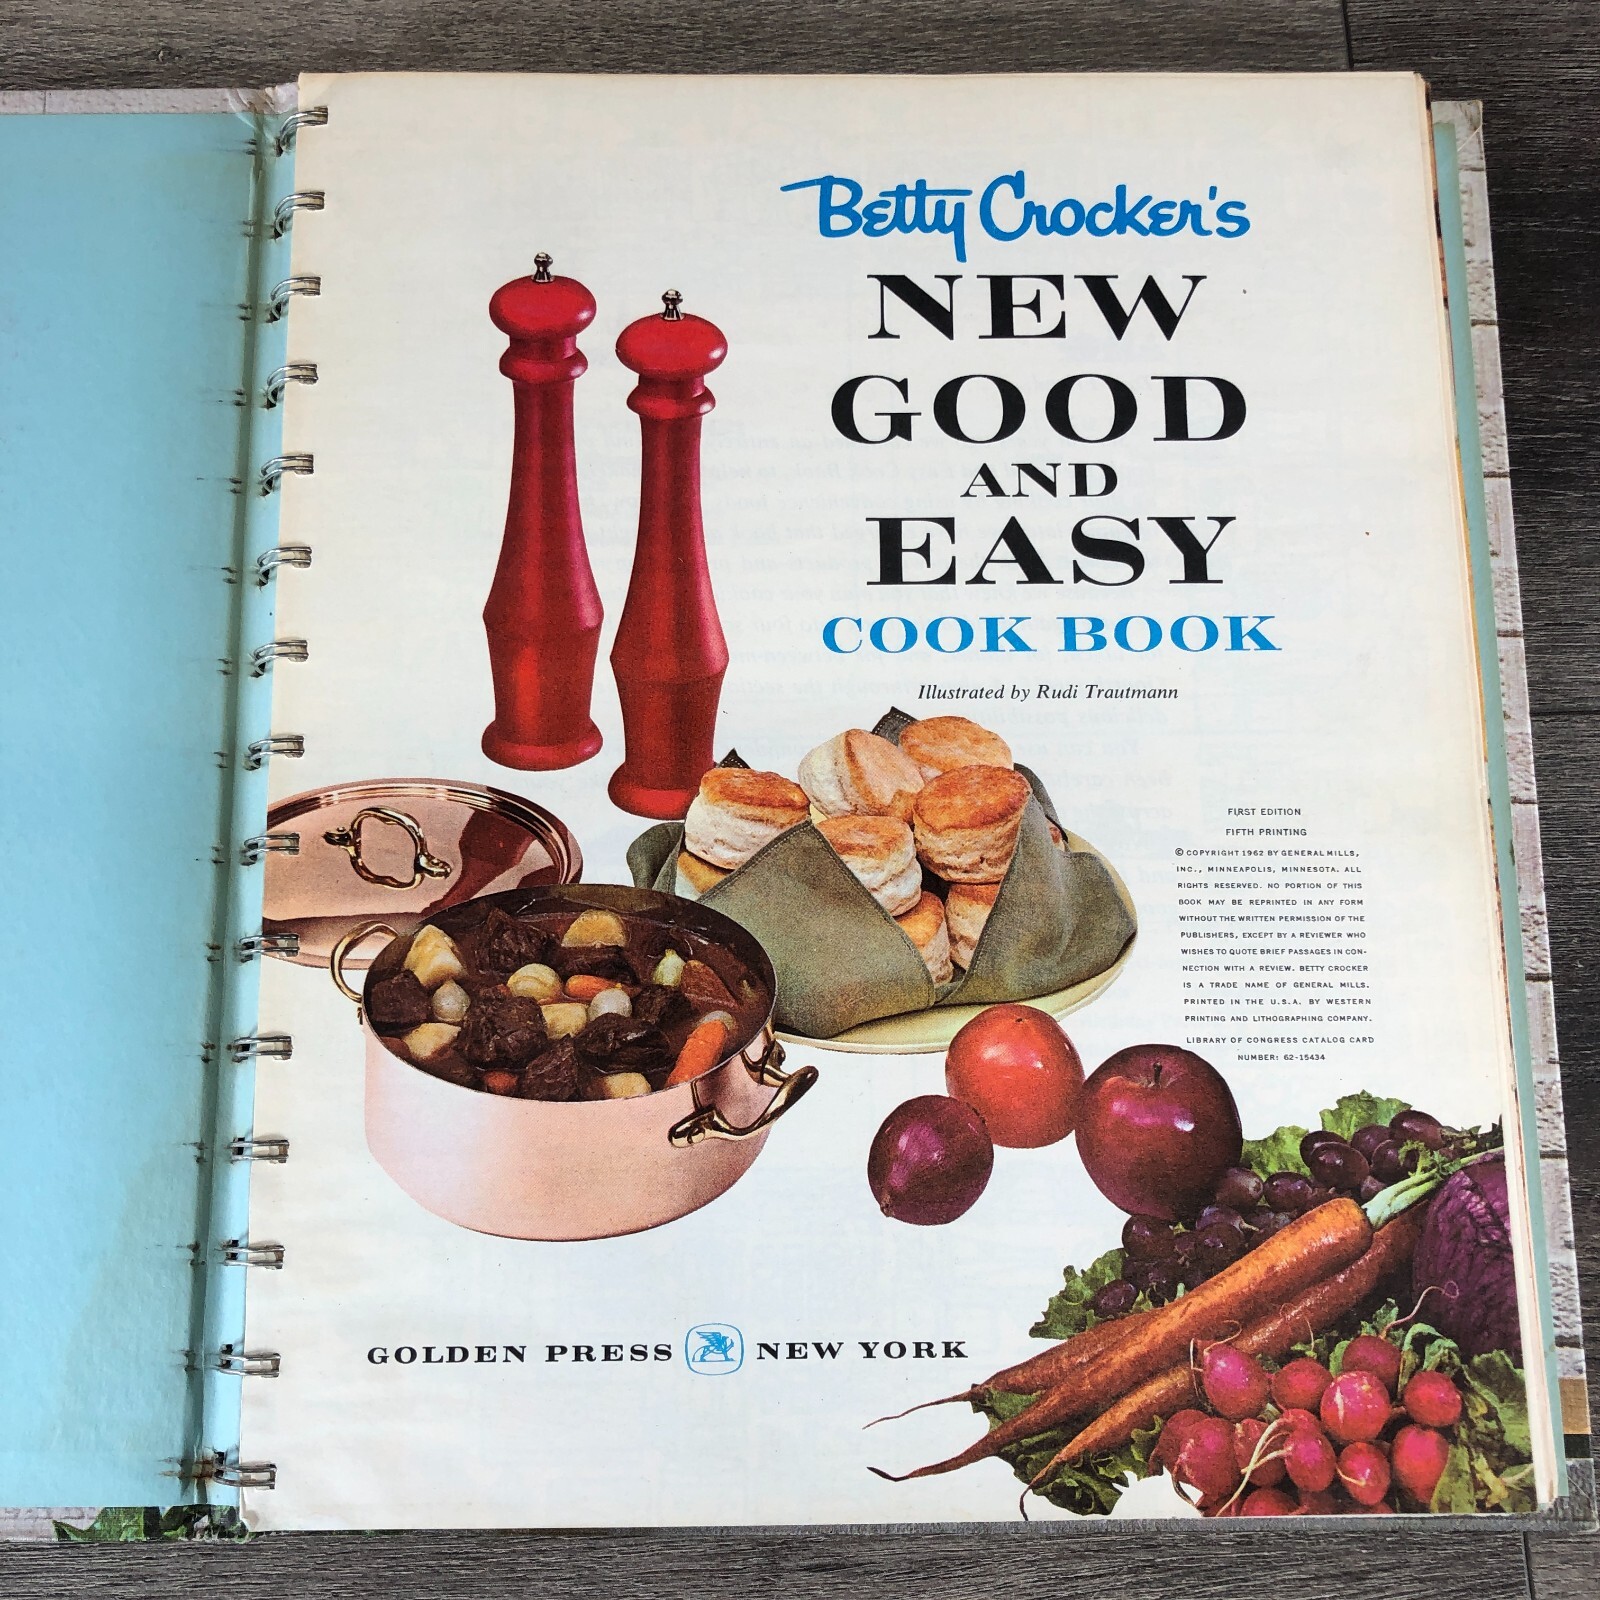 Betty Crocker's
NEW
GOOD
AND
EASY
COOK BOOK
Illustrated by Rudi Trautmann
FIRST EDITION
FIFTH PRINTING
© COPYRIGHT 1962 BY GENERAL MILLS,
INC., MINNEAPOLIS, MINNESOTA. ALL
RIGHTS RESERVED. NO PORTION OF THIS
BOOK MAY BE REPRINTED IN ANY FORM
WITHOUT THE WRITTEN PERMISSION OF THE
PUBLISHERS, EXCEPT BY A REVIEWER WHO
WISHES TO QUOTE BRIEF PASSAGES IN CON-
NECTION WITH A REVIEW. BETTY CROCKER
IS A TRADE NAME OF GENERAL MILLS.
PRINTED IN THE U.S.A. BY WESTERN
PRINTING AND LITHOGRAPHING COMPANY.
LIBRARY OF CONGRESS CATALOG CARD
NUMBER: 62-15434
GOLDEN PRESS NEW YORK